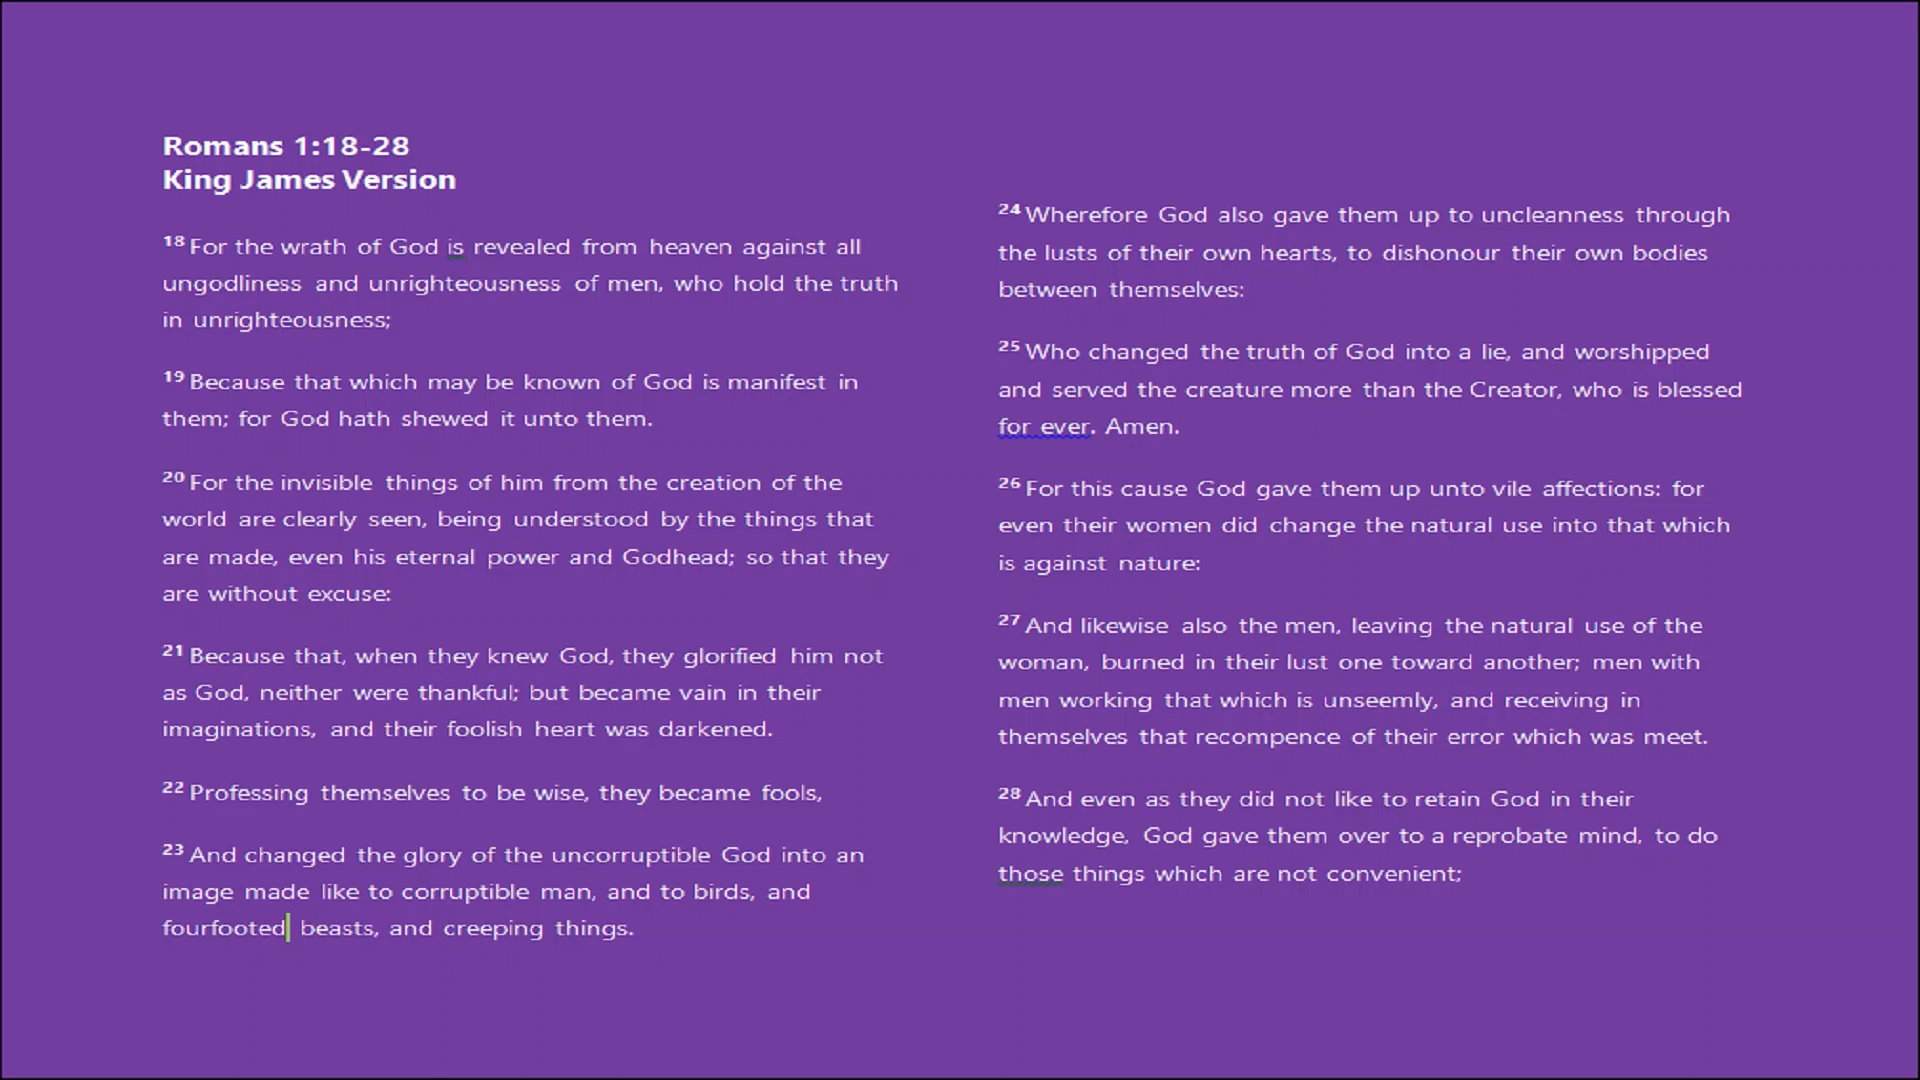 Romans 1:18-28
King James Version
18 For the wrath of God is revealed from heaven against all
ungodliness and unrighteousness of men, who hold the truth
in unrighteousness;
19 Because that which may be known of God is manifest in
them; for God hath shewed it unto them.
20 For the invisible things of him from the creation of the
world are clearly seen, being understood by the things that
are made, even his eternal power and Godhead; so that they
are without excuse:
21 Because that, when they knew God, they glorified him not
as God, neither were thankful; but became vain in their
imaginations, and their foolish heart was darkened.
22 Professing themselves to be wise, they became fools,
23 And changed the glory of the uncorruptible God into an
image made like to corruptible man, and to birds, and
fourfooted beasts, and creeping things.
24 Wherefore God also gave them up to uncleanness through
the lusts of their own hearts, to dishonour their own bodies
between themselves:
25 Who changed the truth of God into a lie, and worshipped
and served the creature more than the Creator, who is blessed
for ever. Amen.
26 For this cause God gave them up unto vile affections: for
even their women did change the natural use into that which
is against nature:
27 And likewise also the men, leaving the natural use of the
woman, burned in their lust one toward another; men with
men working that which is unseemly, and receiving in
themselves that recompence of their error which was meet.
28 And even as they did not like to retain God in their
knowledge, God gave them over to a reprobate mind, to do
those things which are not convenient;